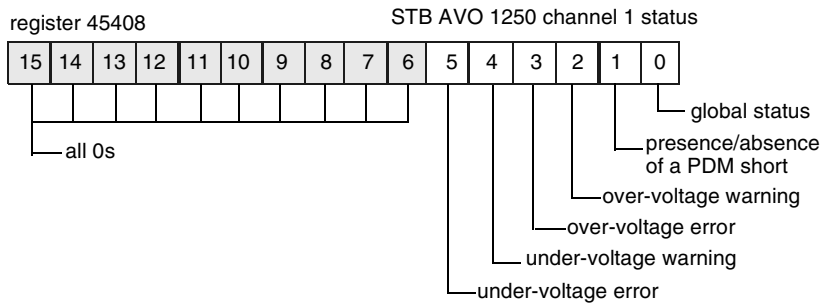 register 45408
STB AVO 1250 channel 1 status
15 14 13 12 11 10 9 8 7 6 5 4 3 2 1 0
global status
all 0s
presence/absence
of a PDM short
over-voltage warning
over-voltage error
under-voltage warning
under-voltage error